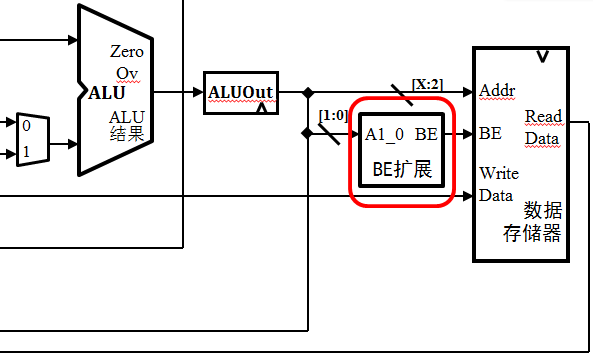 Zero
Ov
ALU
ALU
结果
0
1
ALUOut
[X:2]
[1:0]
A1_0 BE
BE扩展
Addr
Read
Data
BE
Write
Data
数据
存储器